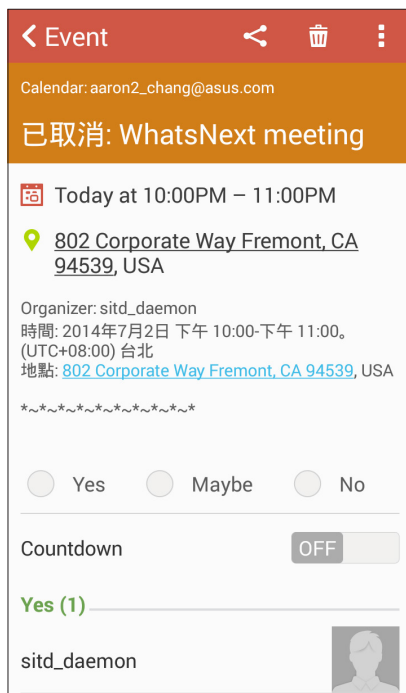 Event
Calendar: aaron2_chang@asus.com
已取消: WhatsNext meeting
Today at 10:00PM – 11:00PM
802 Corporate Way Fremont, CA
94539, USA
Organizer: sitd_daemon
時間: 2014年7月2日 下午 10:00-下午 11:00。
(UTC+08:00) 台北
地點: 802 Corporate Way Fremont, CA 94539, USA
*~*~*~*~*~*~*~*~*~*
Yes Maybe No
Countdown OFF
Yes (1)
sitd_daemon